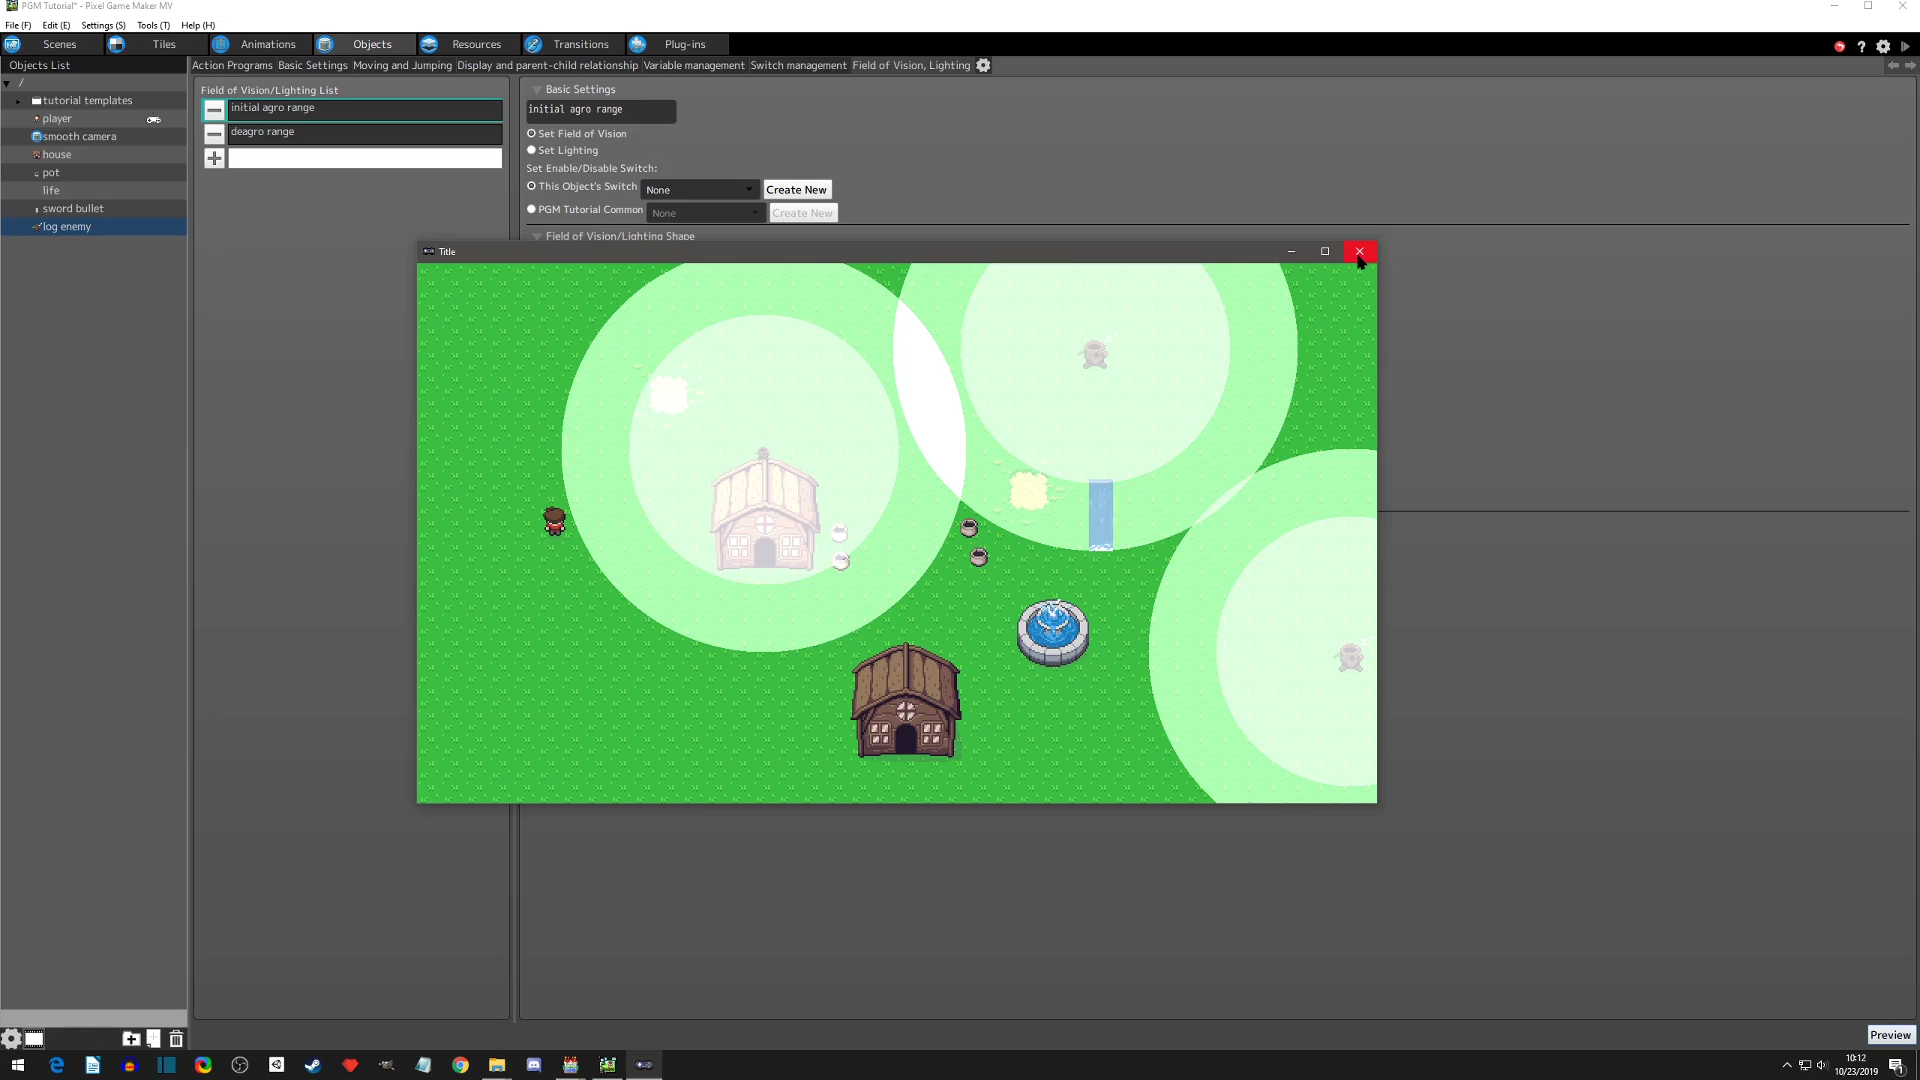 PGM Tutorial* - Pixel Game Maker MV
File (F) Edit (E) Settings (S) Tools (T) Help (H)
Scenes Tiles Animations Objects Resources Transitions Plug-ins
Objects List
Action Programs Basic Settings Moving and Jumping Display and parent-child relationship Variable management Switch management Field of Vision, Lighting
/
tutorial templates
player
smooth camera
house
pot
life
sword bullet
log enemy
Field of Vision/Lighting List
initial agro range
deagro range
Basic Settings
initial agro range
Set Field of Vision
Set Lighting
Set Enable/Disable Switch:
This Object's Switch None Create New
PGM Tutorial Common None Create New
Field of Vision/Lighting Shape
Title
Preview
10:12
10/23/2019